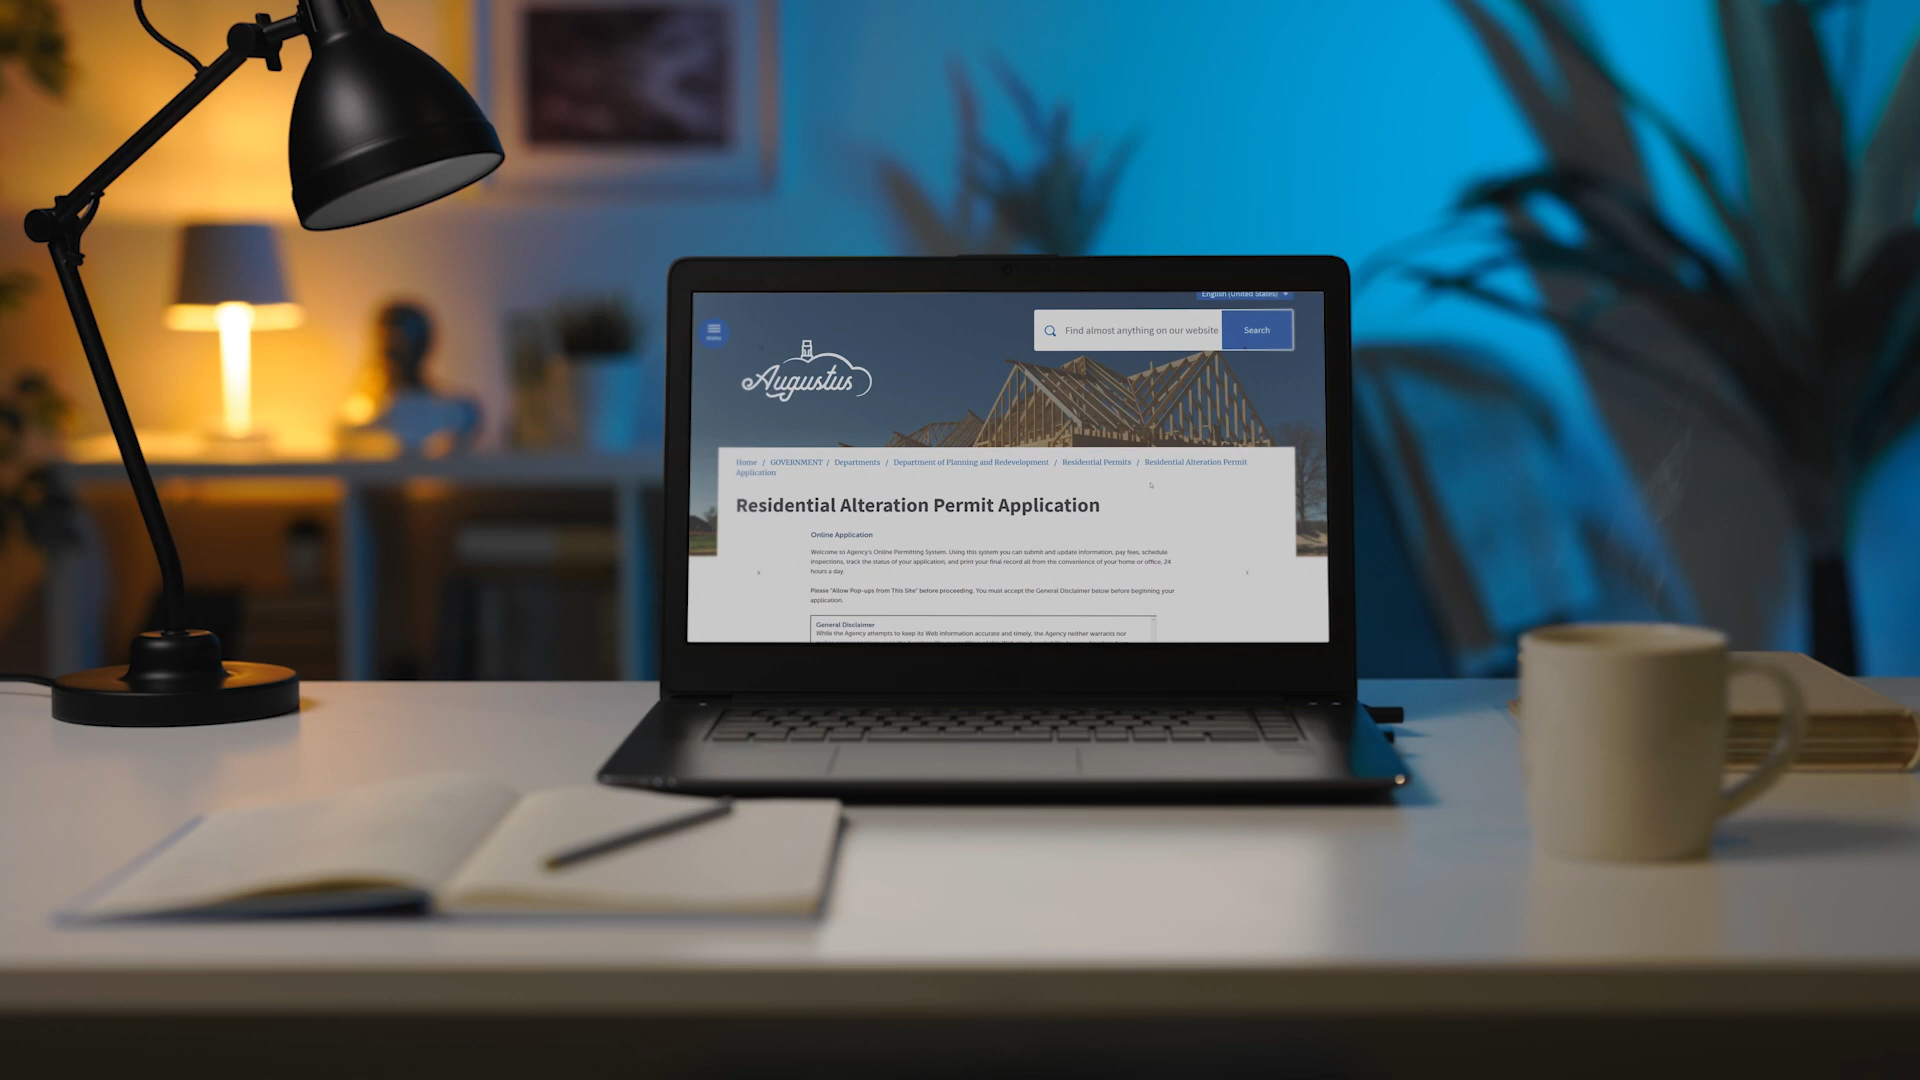 English (United States)
Find almost anything on our website
Search
Augustus
Home / GOVERNMENT / Departments / Department of Planning and Redevelopment / Residential Permits / Residential Alteration Permit
Application
Residential Alteration Permit Application
Online Application
Welcome to Agency's Online Permitting System. Using this system you can submit and update information, pay fees, schedule
inspections, track the status of your application, and print your final record all from the convenience of your home or office, 24
hours a day.
Please "Allow Pop-ups from This Site" before proceeding. You must accept the General Disclaimer below before beginning your
application.
General Disclaimer
While the Agency attempts to keep its Web information accurate and timely, the Agency neither warrants nor